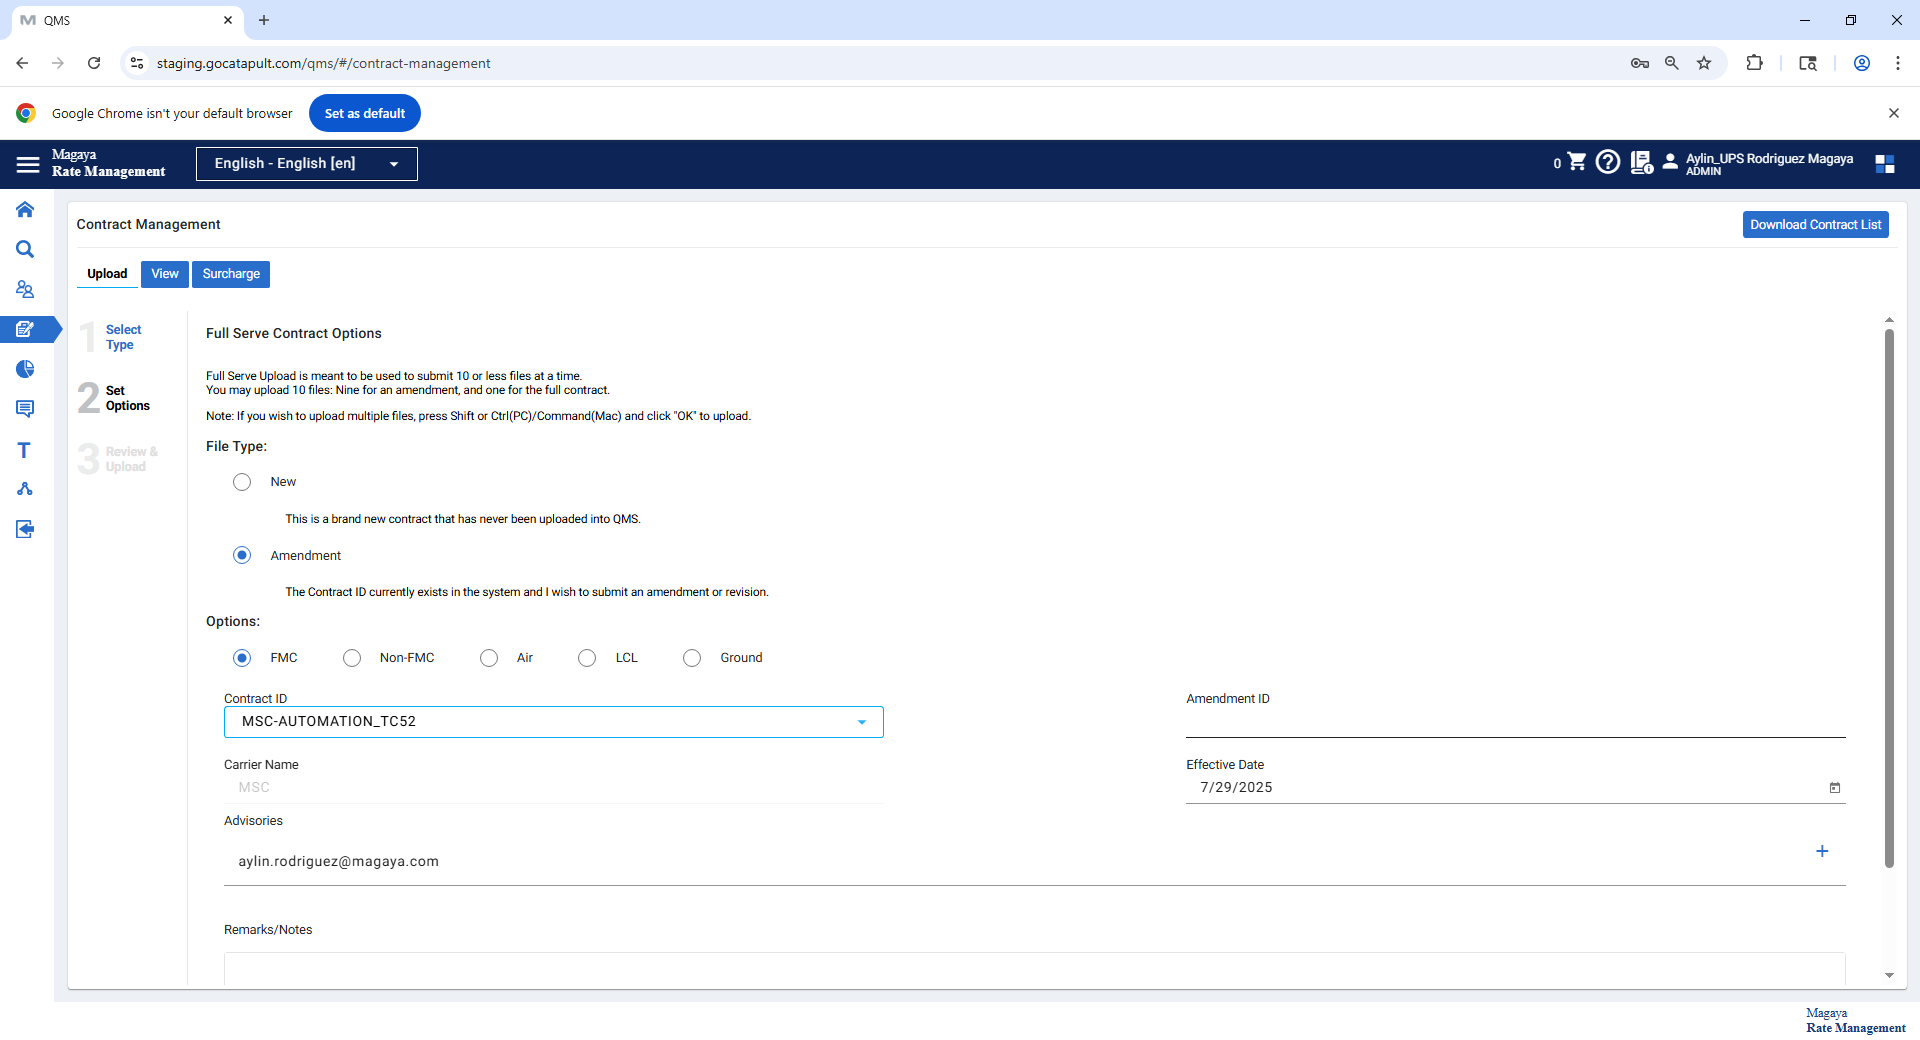 QMS
staging.gocatapult.com/qms/#/contract-management
Google Chrome isn't your default browser
Set as default
Magaya
Rate Management
English - English [en]
0
Aylin_UPS Rodriguez Magaya
ADMIN
Contract Management
Download Contract List
Upload
View
Surcharge
1 Select Type
2 Set Options
3 Review & Upload
Full Serve Contract Options
Full Serve Upload is meant to be used to submit 10 or less files at a time.
You may upload 10 files: Nine for an amendment, and one for the full contract.
Note: If you wish to upload multiple files, press Shift or Ctrl(PC)/Command(Mac) and click "OK" to upload.
File Type:
New
This is a brand new contract that has never been uploaded into QMS.
Amendment
The Contract ID currently exists in the system and I wish to submit an amendment or revision.
Options:
FMC
Non-FMC
Air
LCL
Ground
Contract ID
MSC-AUTOMATION_TC52
Amendment ID
Carrier Name
MSC
Effective Date
7/29/2025
Advisories
aylin.rodriguez@magaya.com
Remarks/Notes
Magaya
Rate Management